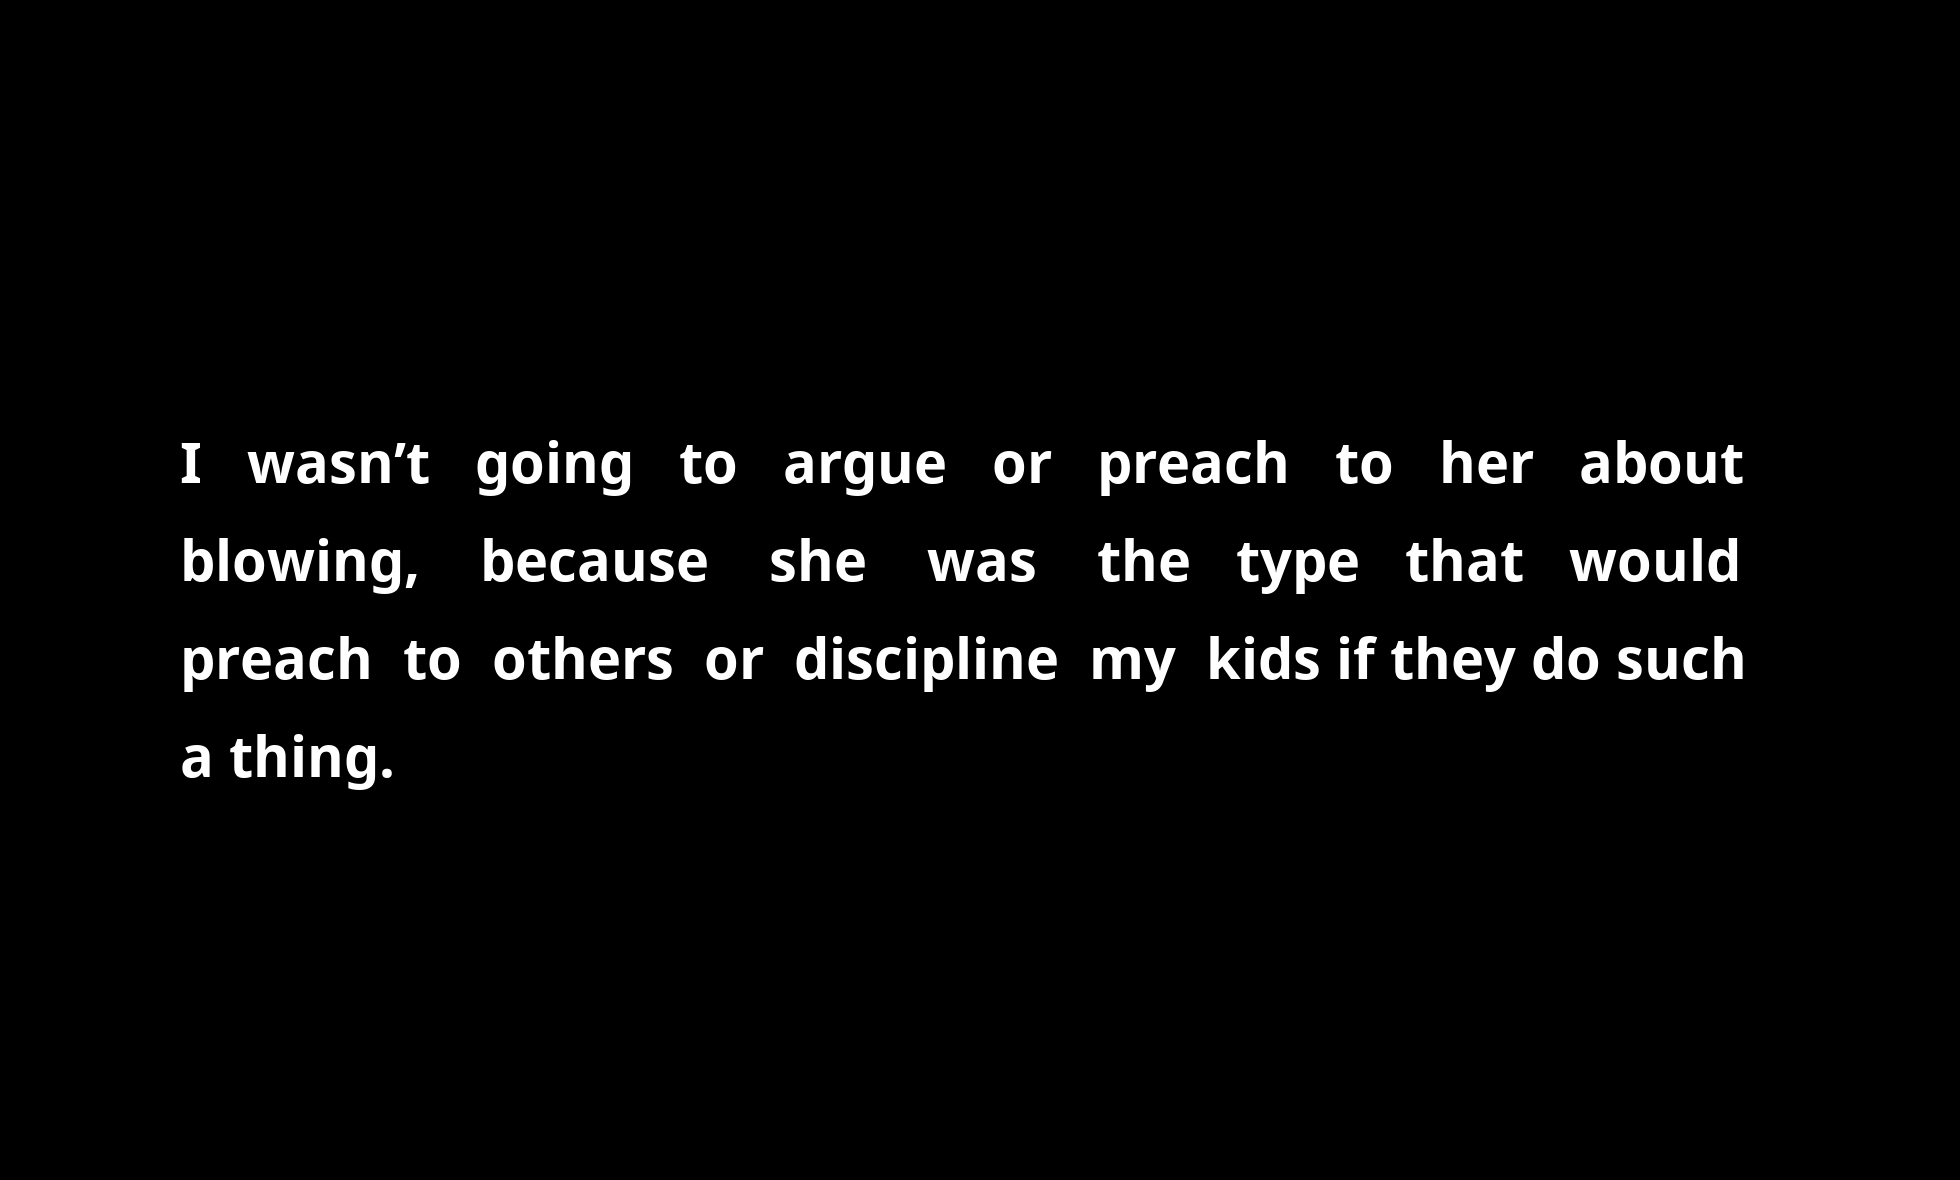 I wasn’t going to argue or preach to her about
blowing, because she was the type that would
preach to others or discipline my kids if they do such
a thing.